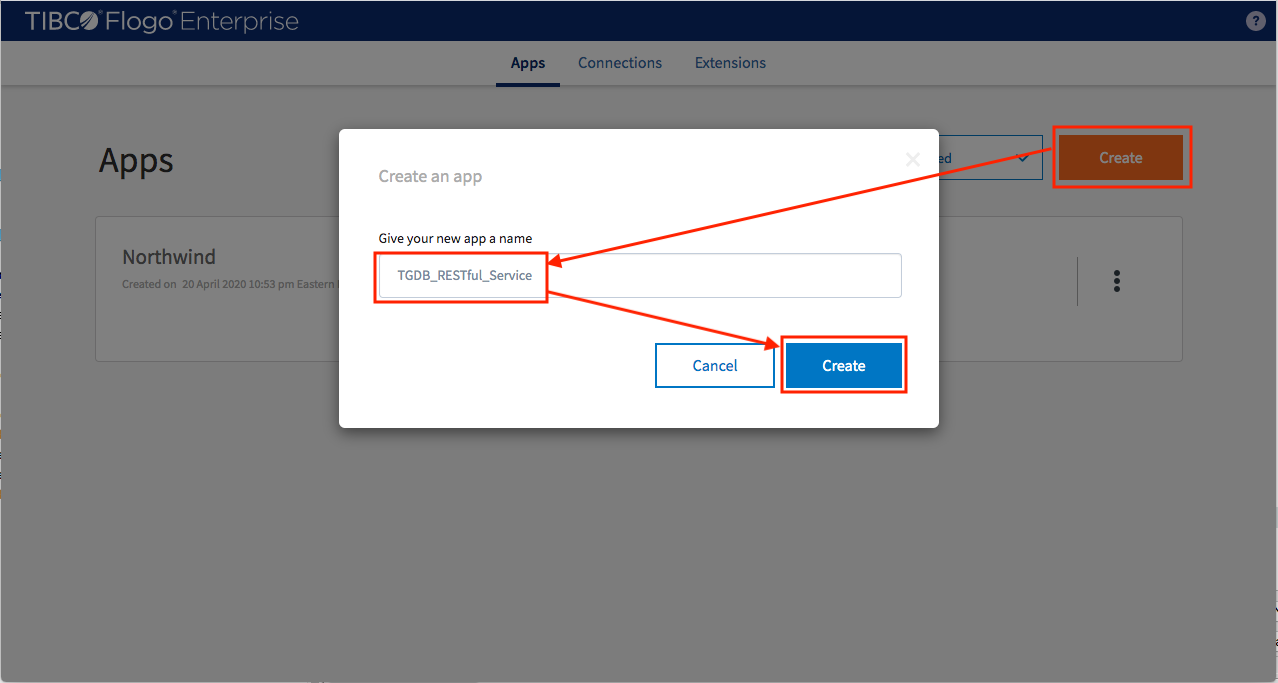 TIBCO® Flogo® Enterprise
?
Apps Connections Extensions
Apps
ed
Create
Create an app
Give your new app a name
TGDB_RESTful_Service
Northwind
Created on 20 April 2020 10:53 pm Eastern
Cancel Create